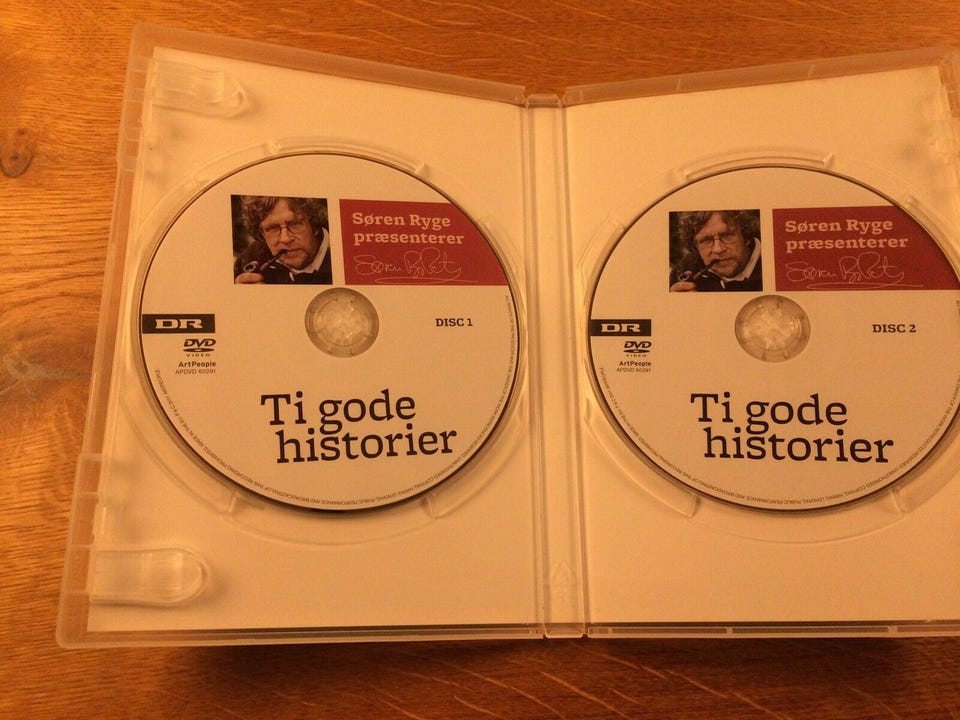 Søren Ryge
præsenterer
DR
DISC 1
DVD
VIDEO
ArtPeople
APDVD 60291
Ti gode
historier
Søren Ryge
præsenterer
DR
DISC 2
DVD
VIDEO
ArtPeople
APDVD 60291
Ti gode
historier